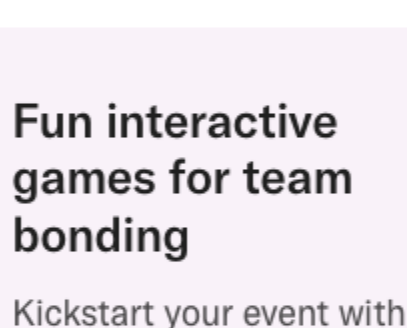 Fun interactive
games for team
bonding
Kickstart your event with